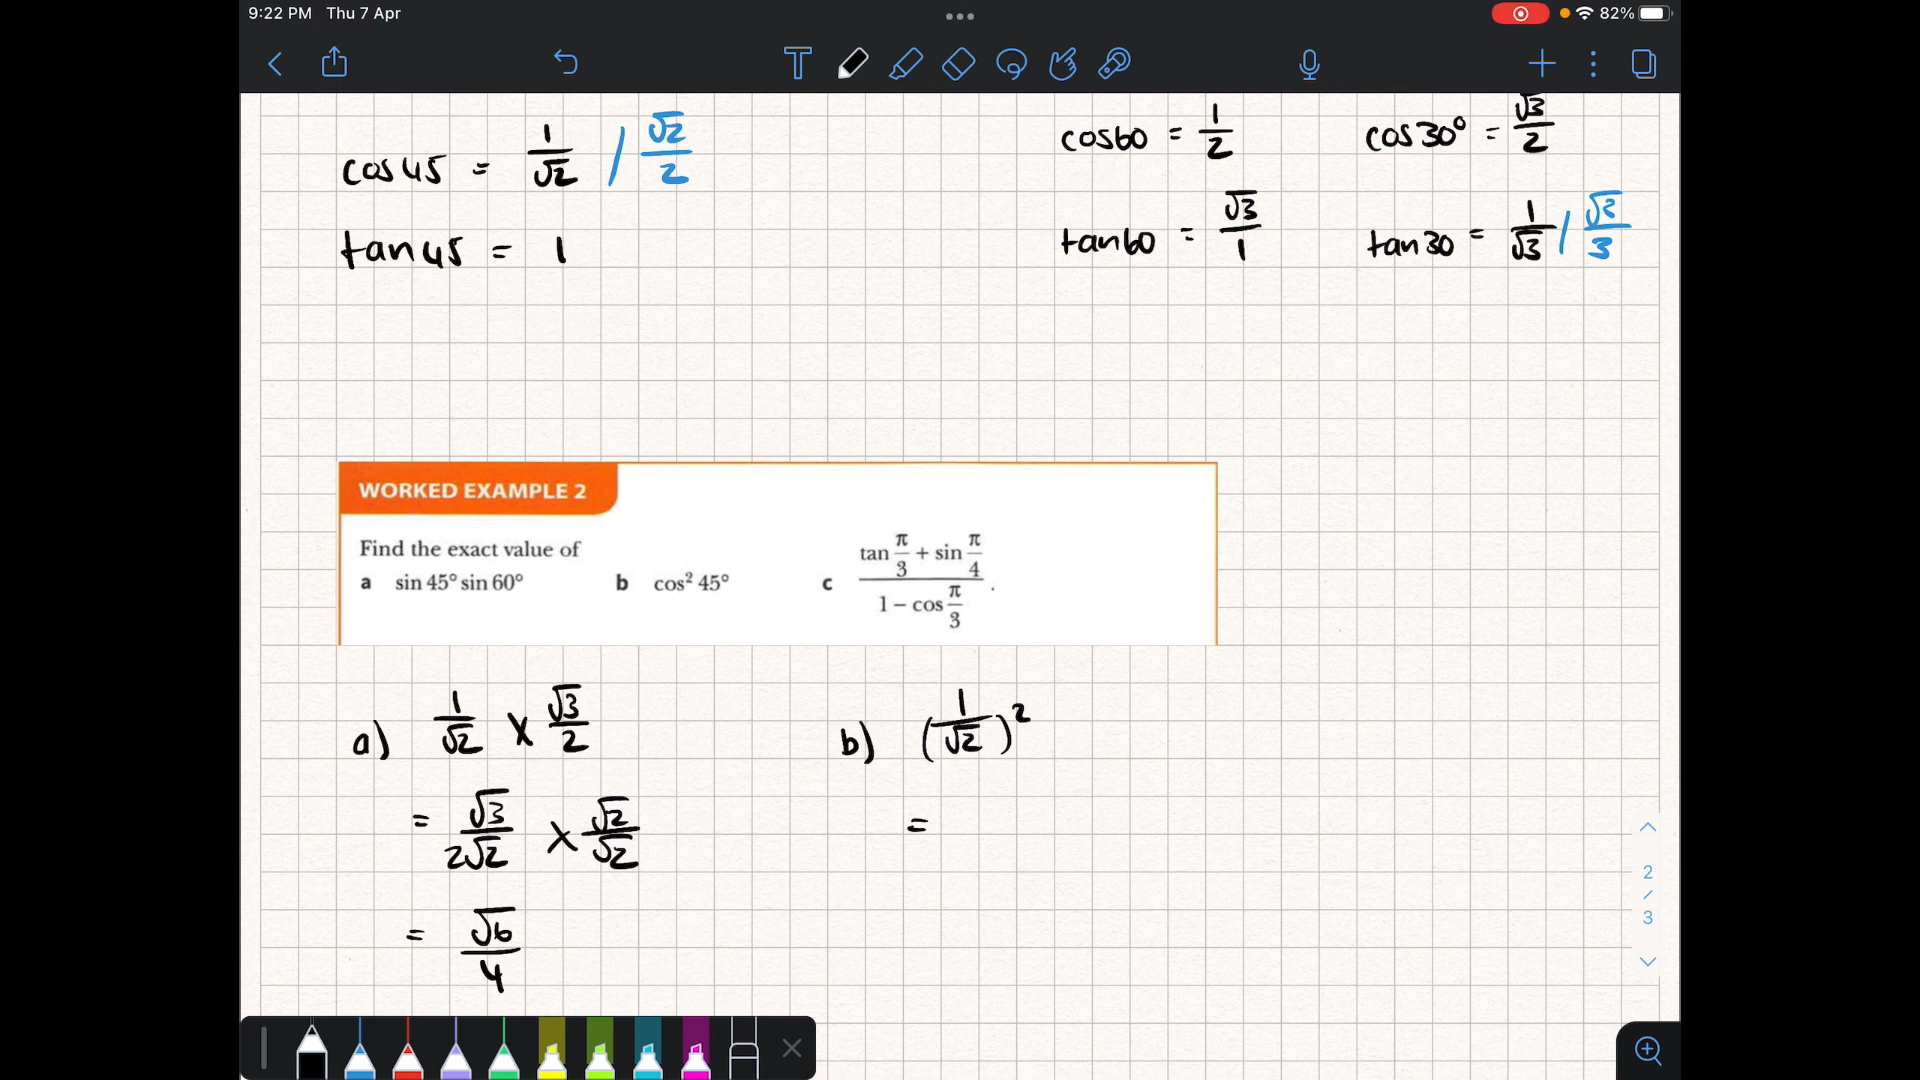 9:22 PM Thu 7 Apr
82%
cos45 = 1/√2 / √2/2
cos60 = 1/2
cos30° = √3/2
tan45 = 1
tan60 = √3/1
tan30 = 1/√3 / √3/3
WORKED EXAMPLE 2
Find the exact value of
a sin 45° sin 60°
b cos² 45°
c (tan π/3 + sin π/4)/(1 − cos π/3).
a) 1/√2 × √3/2
= √3/2√2 × √2/√2
= √6/4
b) (1/√2)²
=
2
/
3